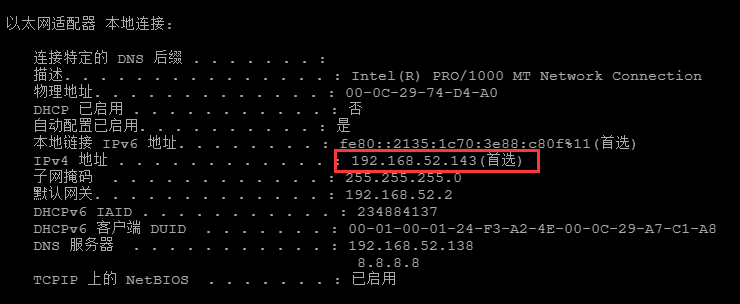 以太网适配器 本地连接:
连接特定的 DNS 后缀 . . . . . . . :
描述. . . . . . . . . . . . . . . : Intel(R) PRO/1000 MT Network Connection
物理地址. . . . . . . . . . . . . : 00-0C-29-74-D4-A0
DHCP 已启用 . . . . . . . . . . . : 否
自动配置已启用. . . . . . . . . . : 是
本地链接 IPv6 地址. . . . . . . . : fe80::2135:1c70:3e88:c80f%11(首选)
IPv4 地址 . . . . . . . . . . . . : 192.168.52.143(首选)
子网掩码 . . . . . . . . . . . . : 255.255.255.0
默认网关. . . . . . . . . . . . . : 192.168.52.2
DHCPv6 IAID . . . . . . . . . . . : 234884137
DHCPv6 客户端 DUID . . . . . . . : 00-01-00-01-24-F3-A2-4E-00-0C-29-A7-C1-A8
DNS 服务器 . . . . . . . . . . . : 192.168.52.138
8.8.8.8
TCPIP 上的 NetBIOS . . . . . . . : 已启用